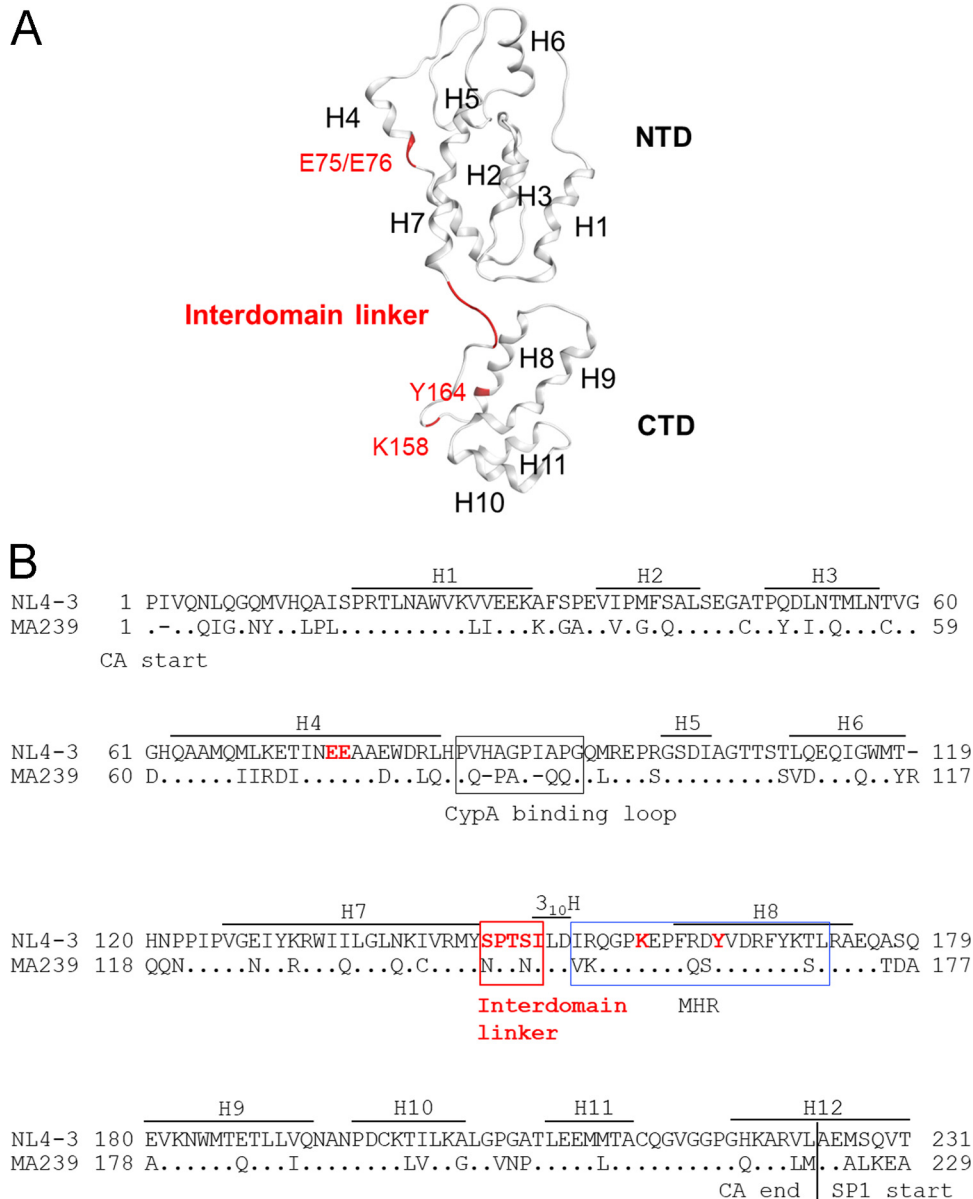 A
H6
H5
H4
NTD
E75/E76
H2
H3
H7
H1
Interdomain linker
H8
H9
Y164
CTD
K158
H11
H10
B
H1 H2 H3
NL4-3 1 PIVQNLQGQMVHQAISPRTLNAWVKVVEEKAFSPEVIPMFSALSEGATPQDLNTMLNTVG 60
MA239 1 .-..QIG.NY..LPL..........LI...K.GA..V.G.Q.....C..Y.I.Q...C.. 59
CA start
H4 H5 H6
NL4-3 61 GHQAAMQMLKETINEEAAEWDRLHPVHAGPIAPGQMREPRGSDIAGTTSTLQEQIGWMT- 119
MA239 60 D......IIRDI......D..LQ..Q-PA.-QQ..L...S.........SVD...Q..YR 117
CypA binding loop
H7 3₁₀H H8
NL4-3 120 HNPPIPVGEIYKRWIILGLNKIVRMYSPTSILDIRQGPKEPFRDYVDRFYKTLRAEQASQ 179
MA239 118 QQN.....N..R...Q...Q.C....N..N...VK.......QS.......S.....TDA 177
Interdomain MHR
linker
H9 H10 H11 H12
NL4-3 180 EVKNWMTETLLVQNANPDCKTILKALGPGATLEEMMTACQGVGGPGHKARVLAEMSQVT 231
MA239 178 A......Q...I........LV..G..VNP.....L..........Q...LM..ALKEA 229
CA end SP1 start